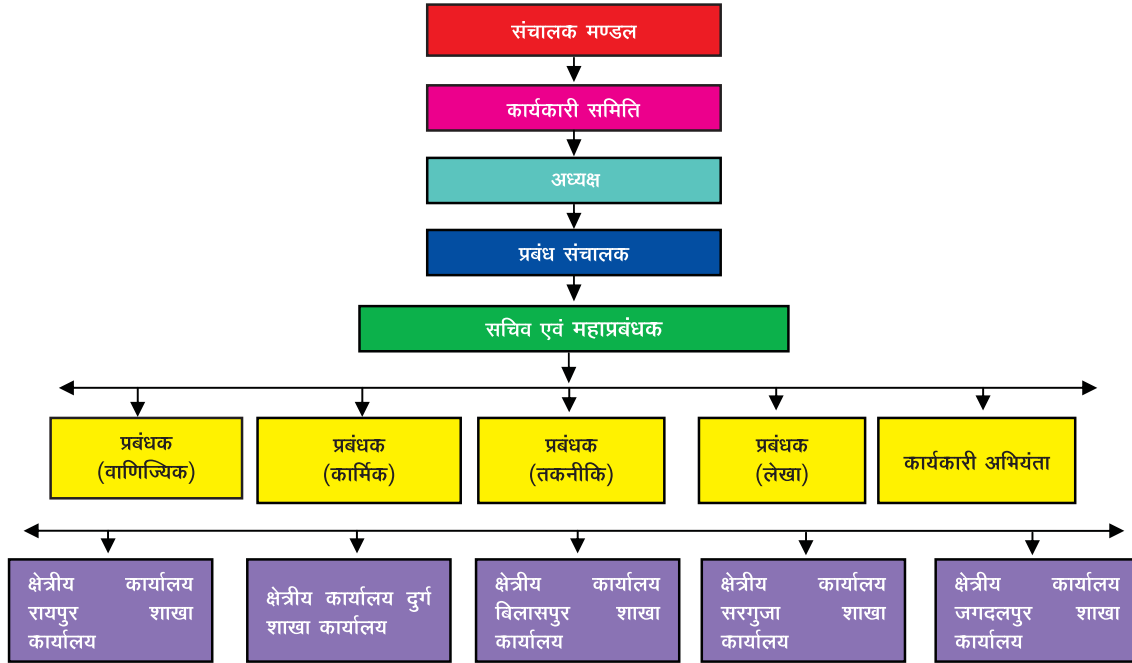 संचालक मण्डल
कार्यकारी समिति
अध्यक्ष
प्रबंध संचालक
सचिव एवं महाप्रबंधक
प्रबंधक
(वाणिज्यिक)
प्रबंधक
(कार्मिक)
प्रबंधक
(तकनीकि)
प्रबंधक
(लेखा)
कार्यकारी अभियंता
क्षेत्रीय कार्यालय
रायपुर शाखा
कार्यालय
क्षेत्रीय कार्यालय दुर्ग
शाखा कार्यालय
क्षेत्रीय कार्यालय
बिलासपुर शाखा
कार्यालय
क्षेत्रीय कार्यालय
सरगुजा शाखा
कार्यालय
क्षेत्रीय कार्यालय
जगदलपुर शाखा
कार्यालय